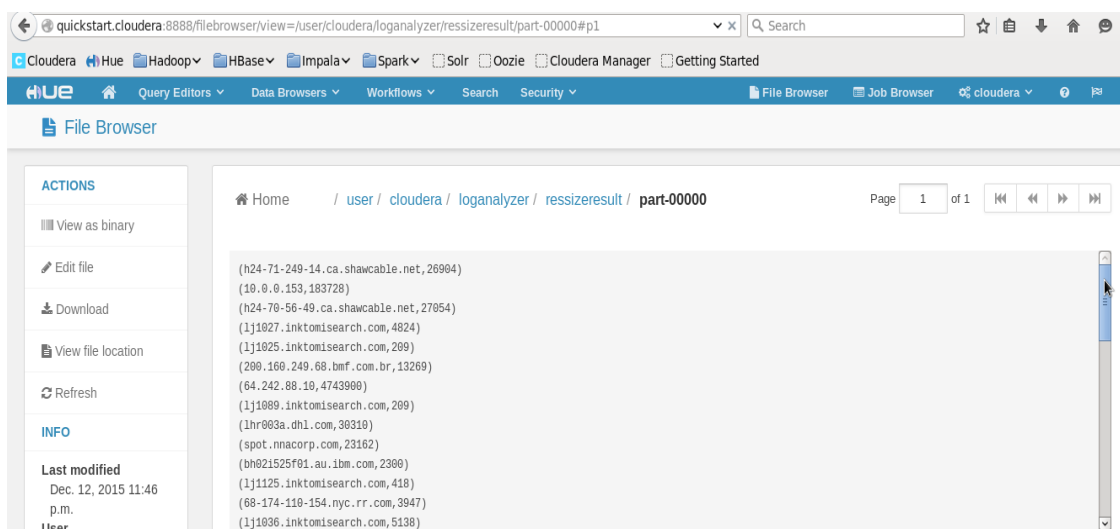 quickstart.cloudera:8888/filebrowser/view=/user/cloudera/loganalyzer/ressizeresult/part-00000#p1
Search
Cloudera Hue Hadoop HBase Impala Spark Solr Oozie Cloudera Manager Getting Started
HUE Query Editors Data Browsers Workflows Search Security File Browser Job Browser cloudera
File Browser
ACTIONS
View as binary
Edit file
Download
View file location
Refresh
INFO
Last modified
Dec. 12, 2015 11:46
p.m.
User
Home / user / cloudera / loganalyzer / ressizeresult / part-00000
Page 1 of 1
(h24-71-249-14.ca.shawcable.net,26904)
(10.0.0.153,183728)
(h24-70-56-49.ca.shawcable.net,27054)
(lj1027.inktomisearch.com,4824)
(lj1025.inktomisearch.com,209)
(200.160.249.68.bmf.com.br,13269)
(64.242.88.10,4743900)
(lj1089.inktomisearch.com,209)
(lhr003a.dhl.com,30310)
(spot.nnacorp.com,23162)
(bh02i525f01.au.ibm.com,2300)
(lj1125.inktomisearch.com,418)
(68-174-110-154.nyc.rr.com,3947)
(lj1036.inktomisearch.com,5138)